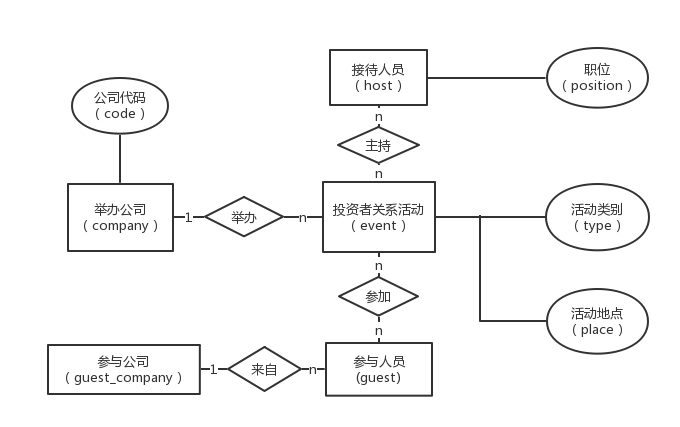 接待人员
（host）
职位
（position）
公司代码
（code）
n
主持
n
举办公司
（company）
1
举办
n
投资者关系活动
（event）
活动类别
（type）
n
参加
n
活动地点
（place）
参与公司
（guest_company）
1
来自
n
参与人员
(guest)